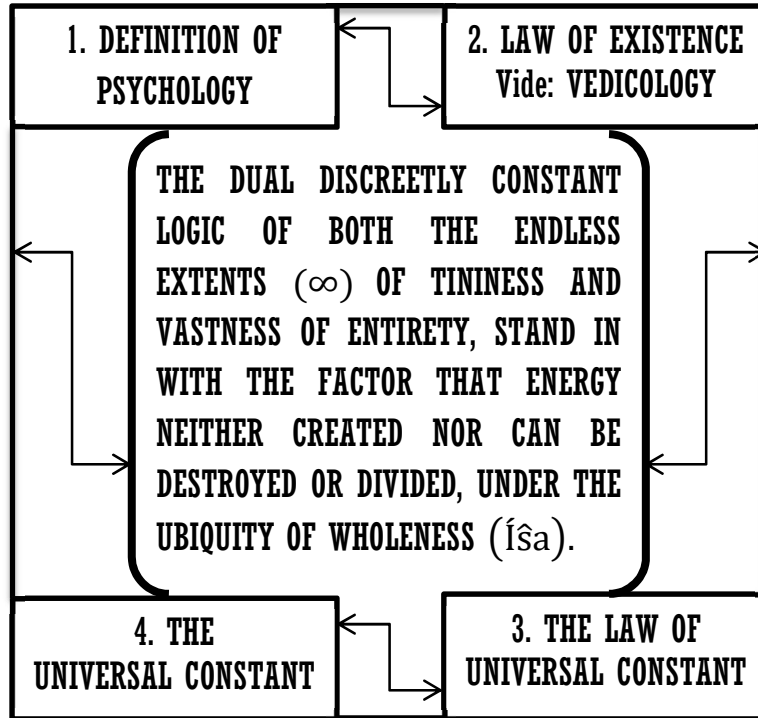 1. DEFINITION OF
PSYCHOLOGY
2. LAW OF EXISTENCE
Vide: VEDICOLOGY
THE DUAL DISCREETLY CONSTANT
LOGIC OF BOTH THE ENDLESS
EXTENTS (∞) OF TININESS AND
VASTNESS OF ENTIRETY, STAND IN
WITH THE FACTOR THAT ENERGY
NEITHER CREATED NOR CAN BE
DESTROYED OR DIVIDED, UNDER THE
UBIQUITY OF WHOLENESS (Íŝa).
4. THE
UNIVERSAL CONSTANT
3. THE LAW OF
UNIVERSAL CONSTANT